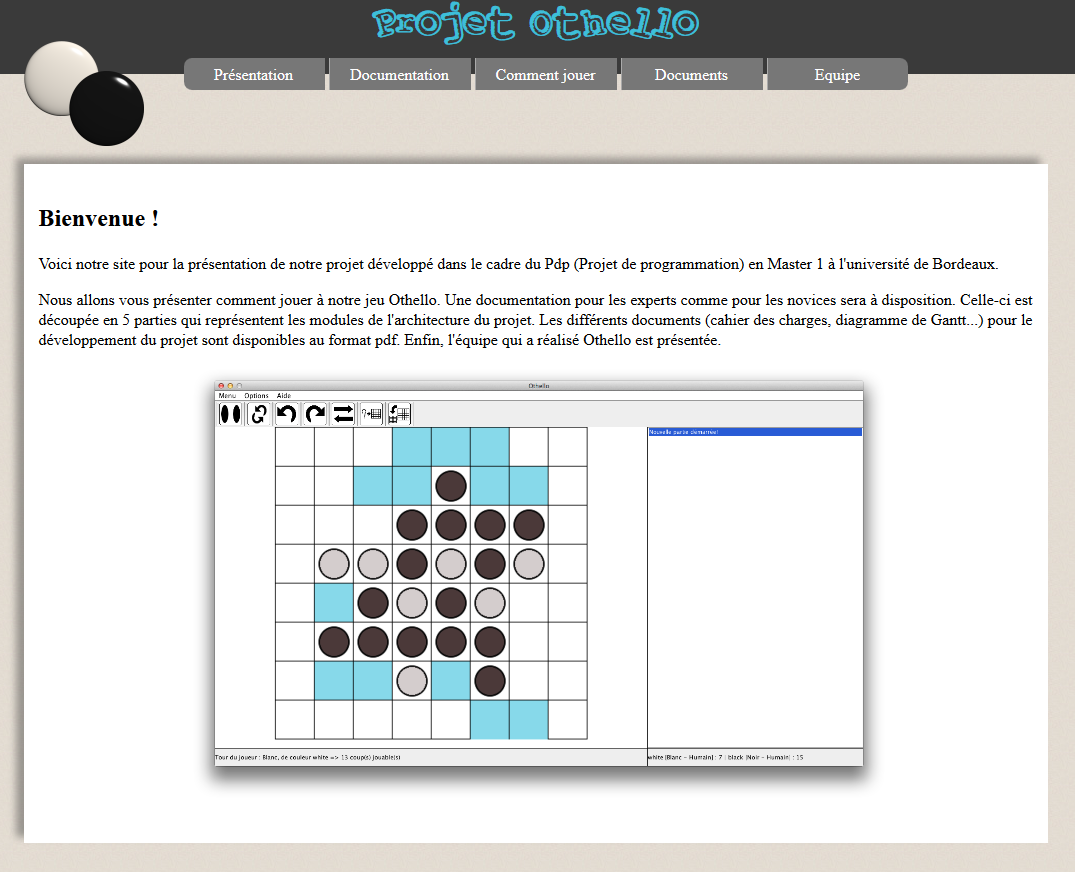 Projet Othello
Présentation
Documentation
Comment jouer
Documents
Equipe
Bienvenue !
Voici notre site pour la présentation de notre projet développé dans le cadre du Pdp (Projet de programmation) en Master 1 à l'université de Bordeaux.
Nous allons vous présenter comment jouer à notre jeu Othello. Une documentation pour les experts comme pour les novices sera à disposition. Celle-ci est
découpée en 5 parties qui représentent les modules de l'architecture du projet. Les différents documents (cahier des charges, diagramme de Gantt...) pour le
développement du projet sont disponibles au format pdf. Enfin, l'équipe qui a réalisé Othello est présentée.
Othello
Menu Options Aide
Nouvelle partie démarrée!
Tour du joueur : Blanc, de couleur white => 13 coup(s) jouable(s)
white |Blanc - Humain| : 7 : black |Noir - Humain| : 15